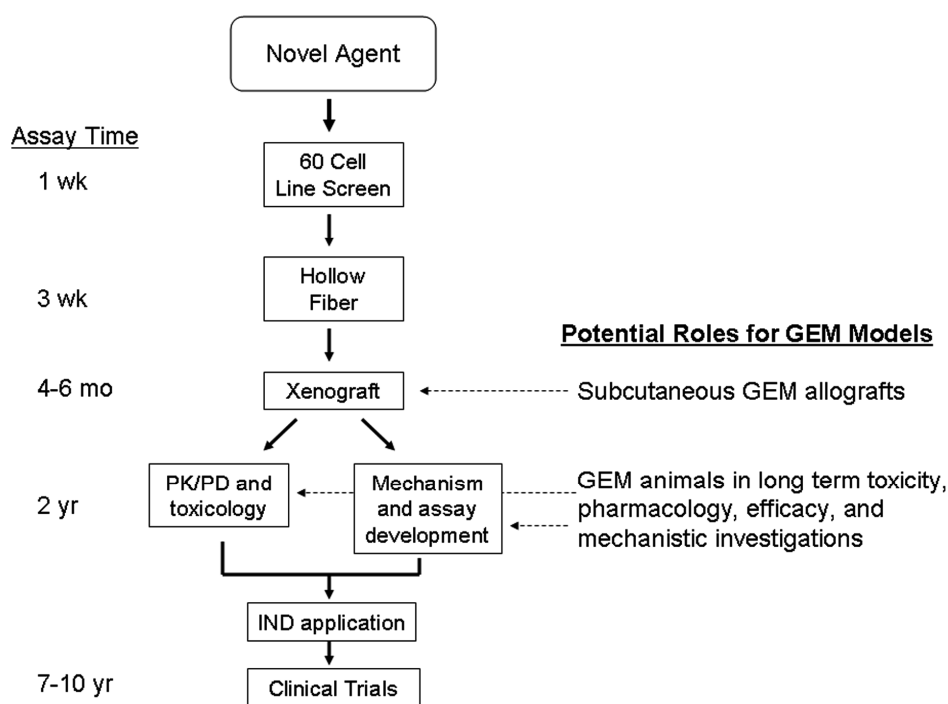 Novel Agent
Assay Time
1 wk
60 Cell
Line Screen
3 wk
Hollow
Fiber
Potential Roles for GEM Models
4-6 mo
Xenograft
Subcutaneous GEM allografts
2 yr
PK/PD and
toxicology
Mechanism
and assay
development
GEM animals in long term toxicity,
pharmacology, efficacy, and
mechanistic investigations
IND application
7-10 yr
Clinical Trials